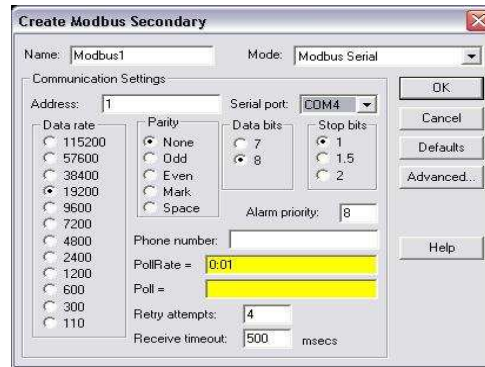 Create Modbus Secondary
Name: Modbus1 Mode: Modbus Serial
Communication Settings
OK
Address: 1 Serial port: COM4
Cancel
Data rate Parity Data bits Stop bits
115200 None 7 1 Defaults
57600 Odd 8 1.5
38400 Even 2 Advanced...
19200 Mark
9600 Space Alarm priority: 8
7200
4800 Phone number: Help
2400
1200 PollRate = 0:01
600 Poll =
300 Retry attempts: 4
110 Receive timeout: 500 msecs